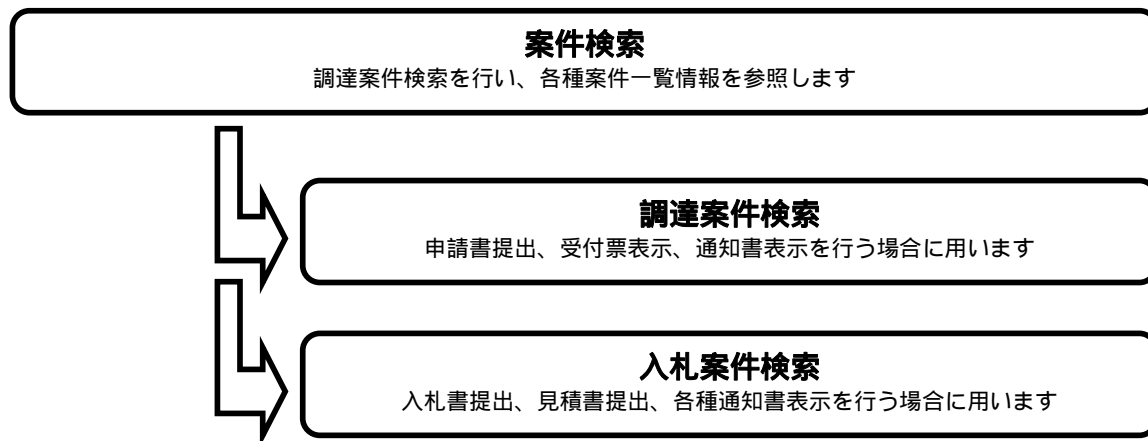 案件検索
調達案件検索を行い、各種案件一覧情報を参照します
調達案件検索
申請書提出、受付票表示、通知書表示を行う場合に用います
入札案件検索
入札書提出、見積書提出、各種通知書表示を行う場合に用います